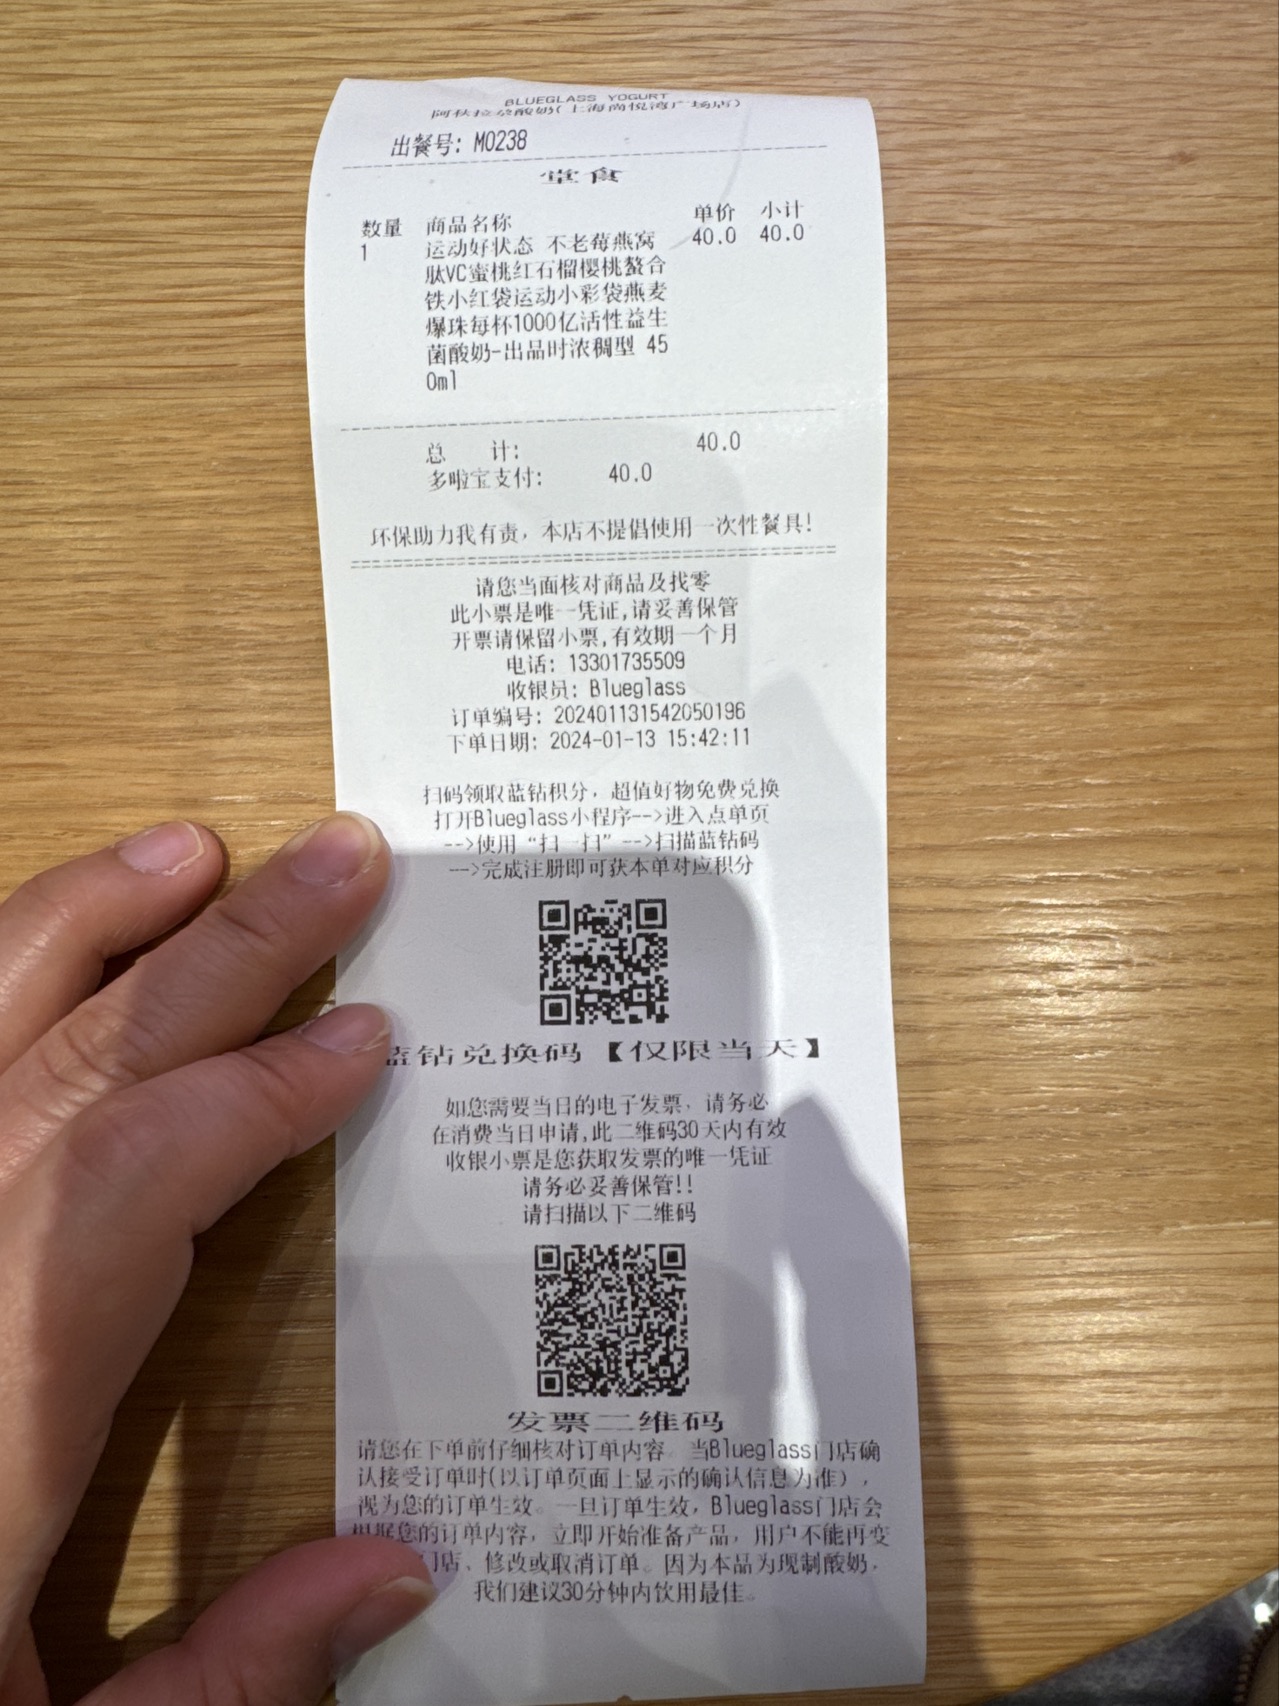 BLUEGLASS YOGURT
阿秋拉尕酸奶(上海尚悦湾广场店)
出餐号: M0238
堂食
数量 商品名称 单价 小计
1 运动好状态 不老莓燕窝 40.0 40.0
肽VC蜜桃红石榴樱桃螯合
铁小红袋运动小彩袋燕麦
爆珠每杯1000亿活性益生
菌酸奶-出品时浓稠型 45
0ml
总 计: 40.0
多啦宝支付: 40.0
环保助力我有责，本店不提倡使用一次性餐具!
请您当面核对商品及找零
此小票是唯一凭证,请妥善保管
开票请保留小票,有效期一个月
电话: 13301735509
收银员: Blueglass
订单编号: 202401131542050196
下单日期: 2024-01-13 15:42:11
扫码领取蓝钻积分，超值好物免费兑换
打开Blueglass小程序-->进入点单页
-->使用“扫一扫”-->扫描蓝钻码
-->完成注册即可获本单对应积分
蓝钻兑换码【仅限当天】
如您需要当日的电子发票，请务必
在消费当日申请,此二维码30天内有效
收银小票是您获取发票的唯一凭证
请务必妥善保管!!
请扫描以下二维码
发票二维码
请您在下单前仔细核对订单内容。当Blueglass门店确
认接受订单时(以订单页面上显示的确认信息为准)，
视为您的订单生效。一旦订单生效，Blueglass门店会
根据您的订单内容，立即开始准备产品，用户不能再变
门店、修改或取消订单。因为本品为现制酸奶，
我们建议30分钟内饮用最佳。